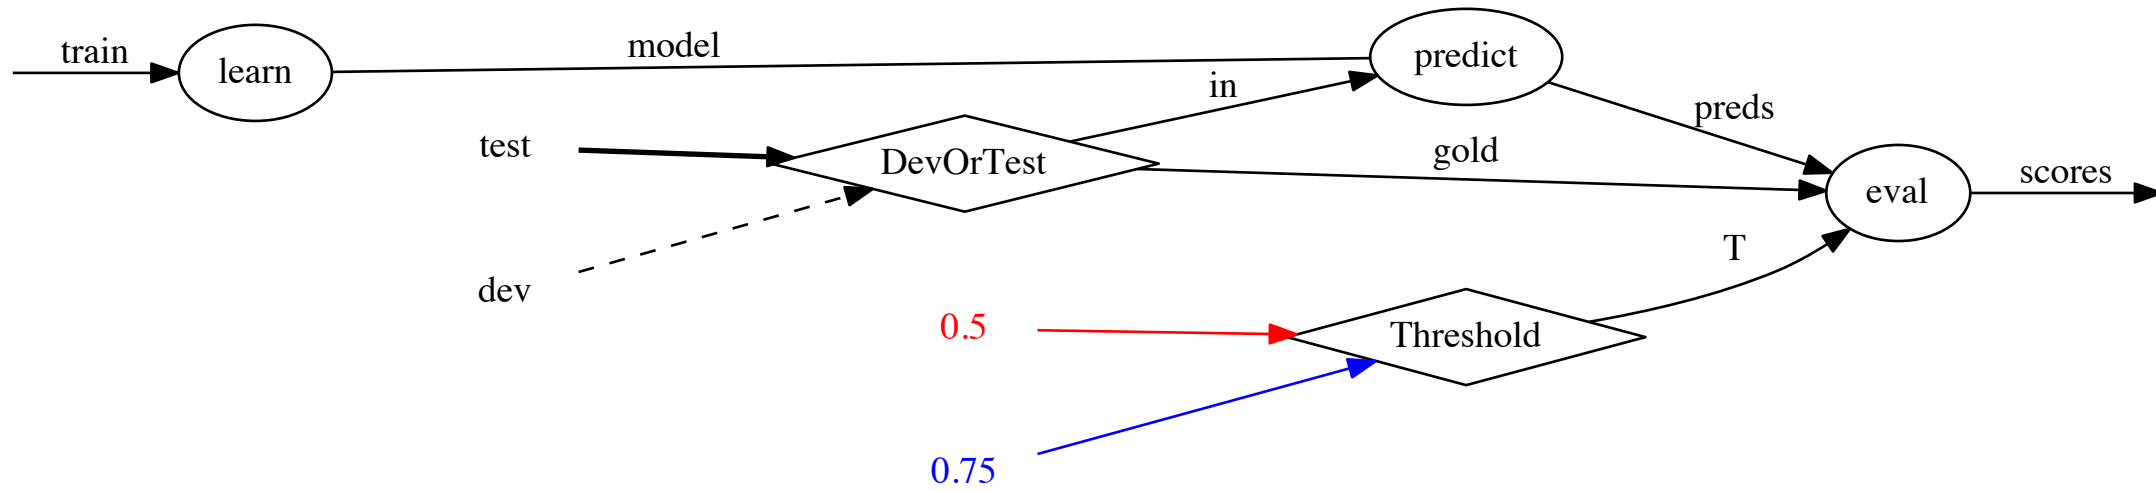 train
learn
model
predict
in
test
DevOrTest
preds
gold
eval
scores
dev
T
0.5
Threshold
0.75